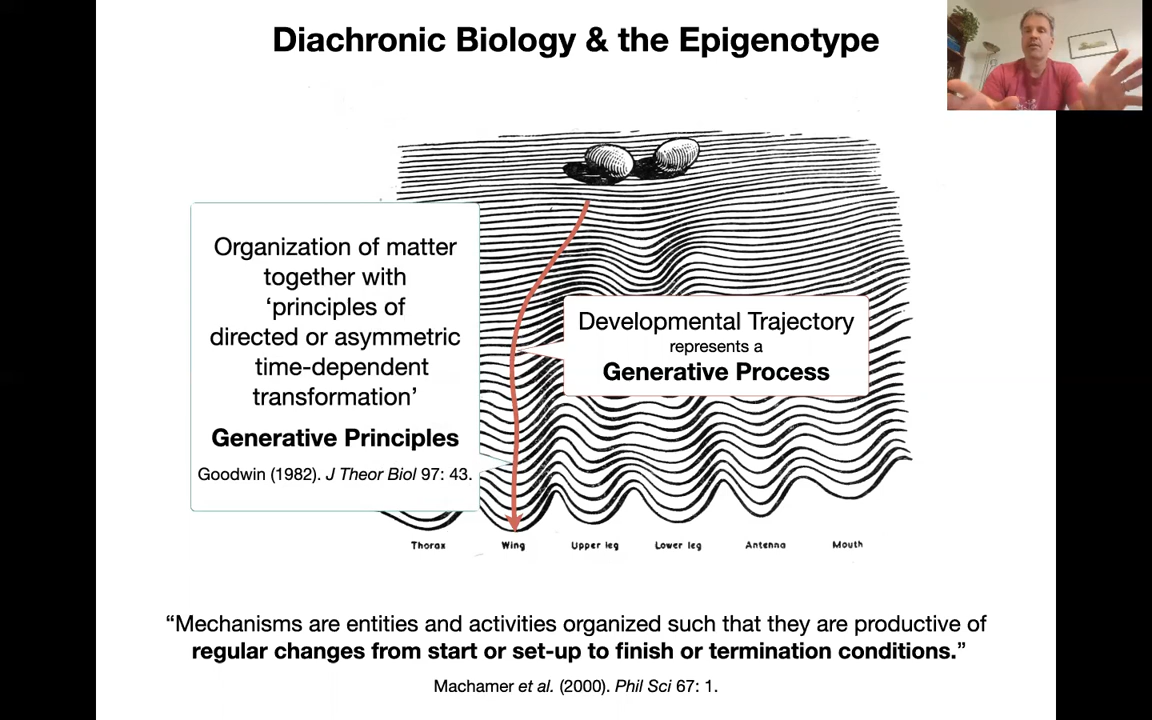 Diachronic Biology & the Epigenotype
Organization of matter
together with
‘principles of
directed or asymmetric
time-dependent
transformation’
Generative Principles
Goodwin (1982). J Theor Biol 97: 43.
Developmental Trajectory
represents a
Generative Process
Thorax Wing Upper leg Lower leg Antenna Mouth
“Mechanisms are entities and activities organized such that they are productive of
regular changes from start or set-up to finish or termination conditions.”
Machamer et al. (2000). Phil Sci 67: 1.